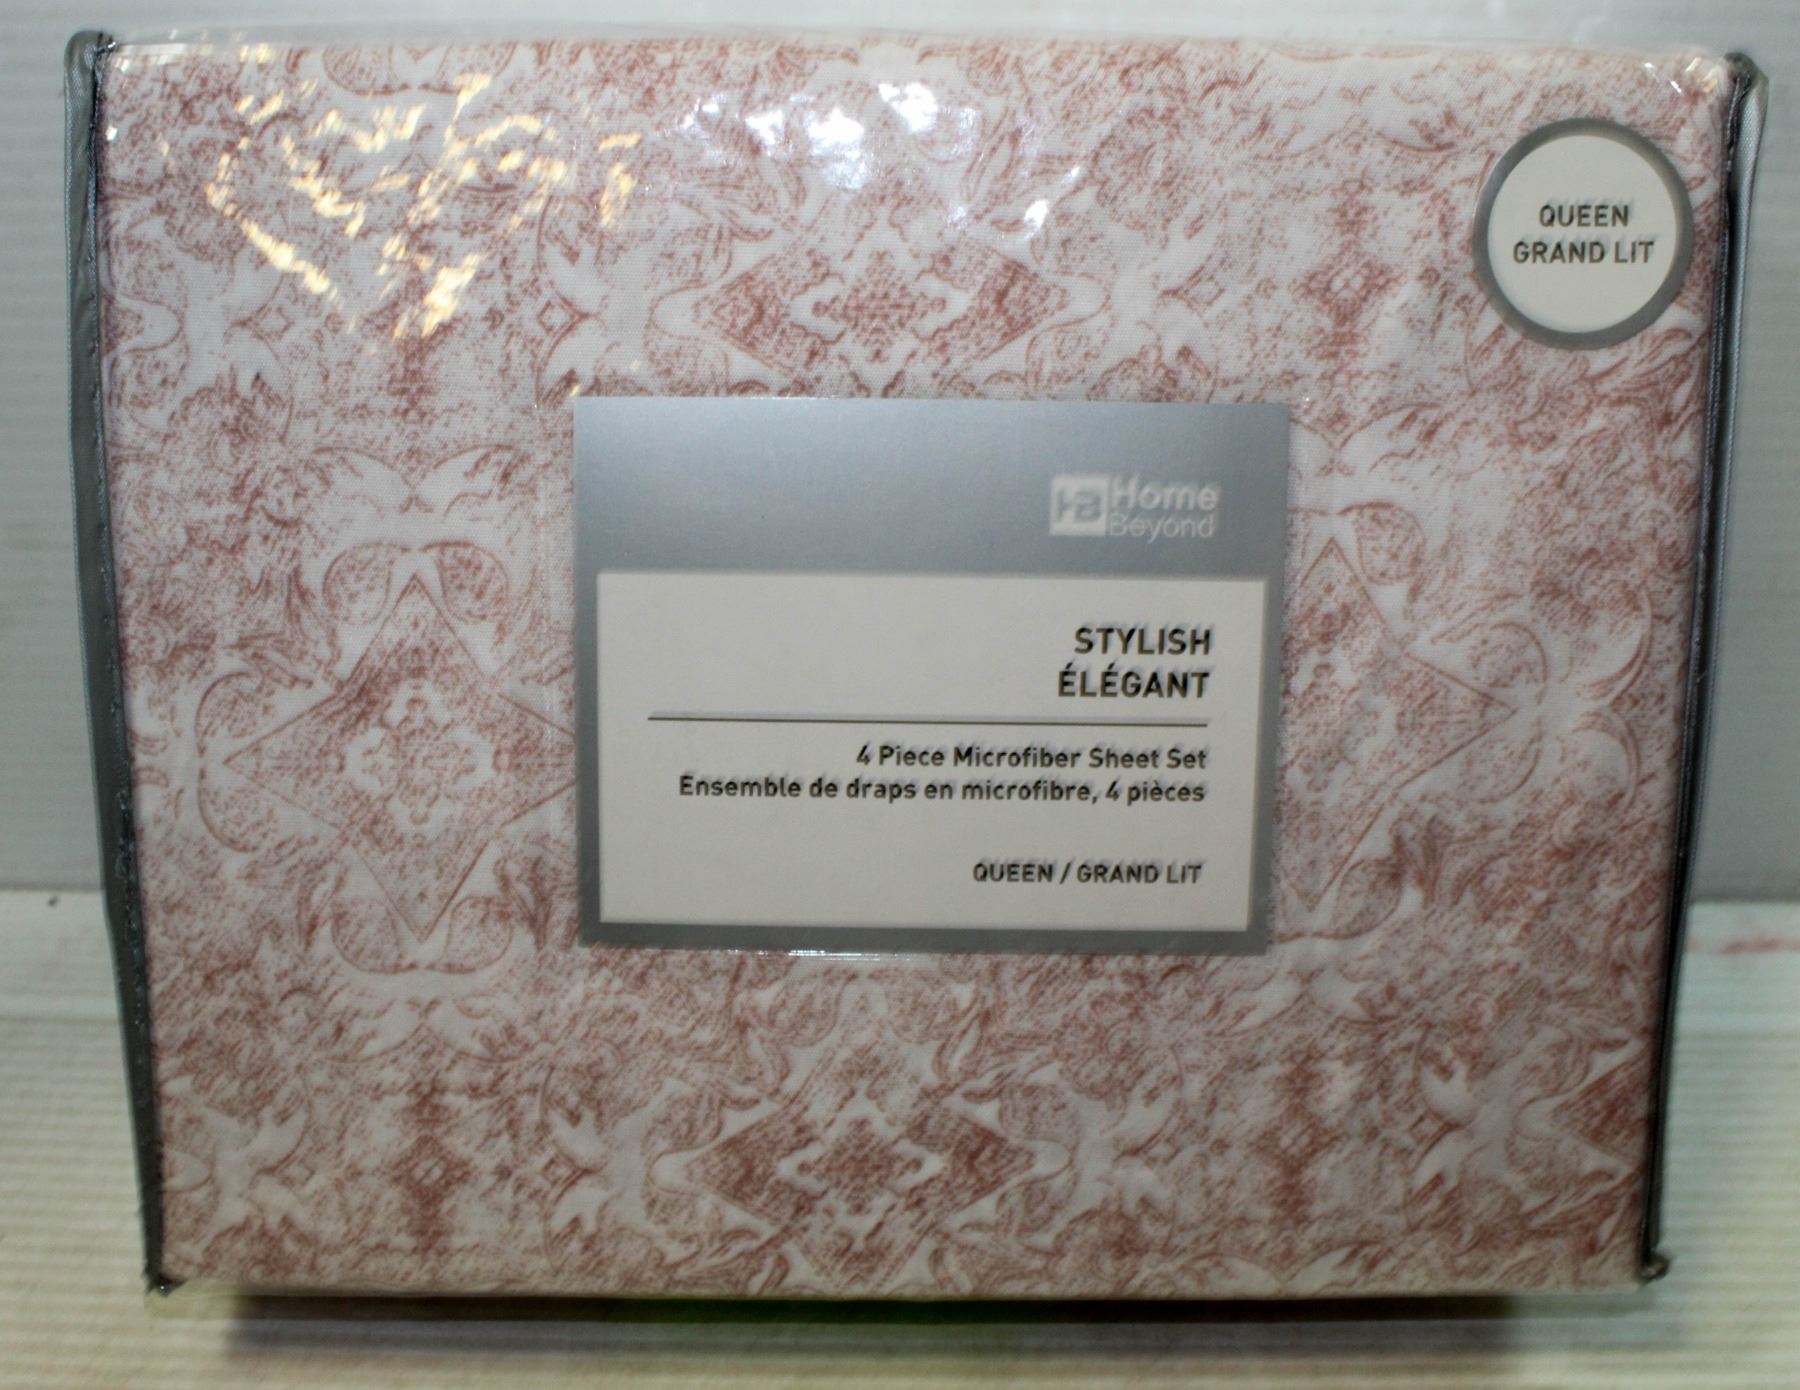 QUEEN
GRAND LIT
HB Home
Beyond
STYLISH
ÉLÉGANT
4 Piece Microfiber Sheet Set
Ensemble de draps en microfibre, 4 pièces
QUEEN / GRAND LIT